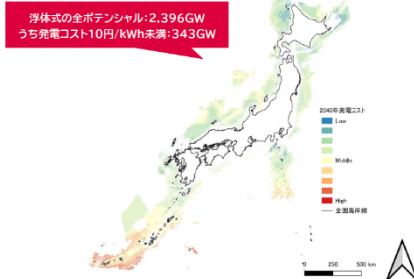 浮体式の全ポテンシャル:2,396GW
うち発電コスト10円/kWh未満:343GW
2040年発電コスト
Low
Middle
High
全国海岸線
0 250 500 km